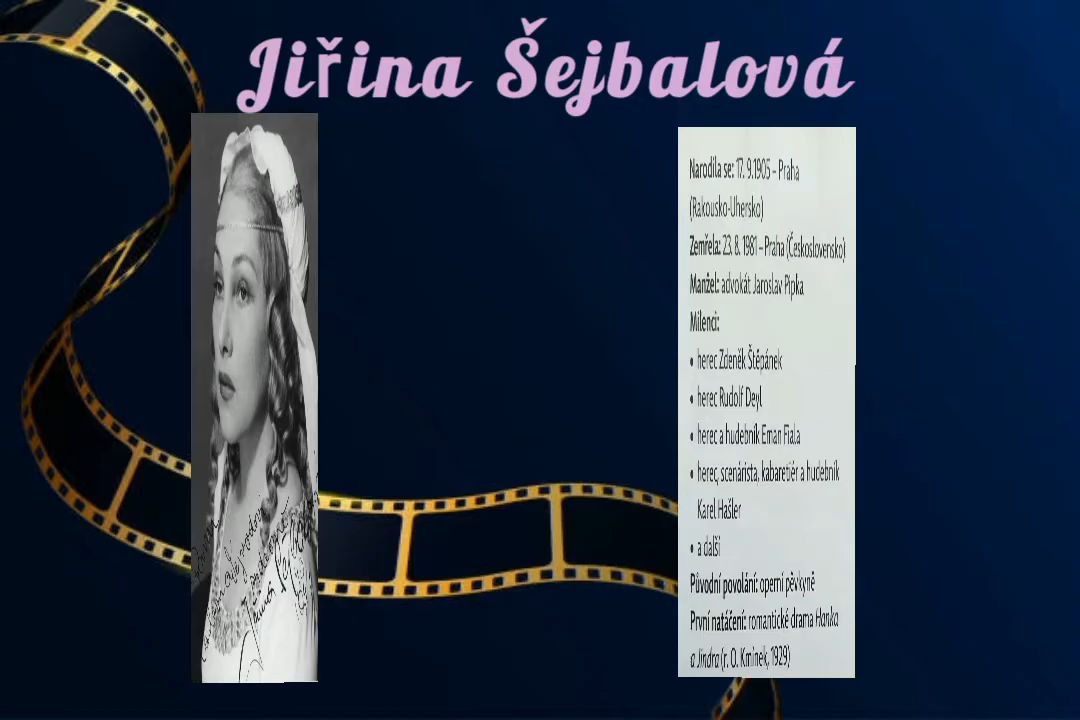 Jiřina Šejbalová
Narodila se: 17. 9.1905 – Praha
(Rakousko-Uhersko)
Zemřela: 23. 8. 1981 – Praha (Československo)
Manžel: advokát Jaroslav Pipka
Milenci:
• herec Zdeněk Štěpánek
• herec Rudolf Deyl
• herec a hudebník Eman Fiala
• herec, scenárista, kabaretiér a hudebník
Karel Hašler
• a další
Původní povolání: operní pěvkyně
První natáčení: romantické drama Hanka
a Jindra (r. O. Kmínek, 1929)